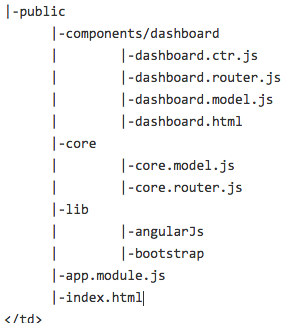 |-public
|-components/dashboard
| |-dashboard.ctr.js
| |-dashboard.router.js
| |-dashboard.model.js
| |-dashboard.html
|-core
| |-core.model.js
| |-core.router.js
|-lib
| |-angularJs
| |-bootstrap
|-app.module.js
|-index.html
</td>